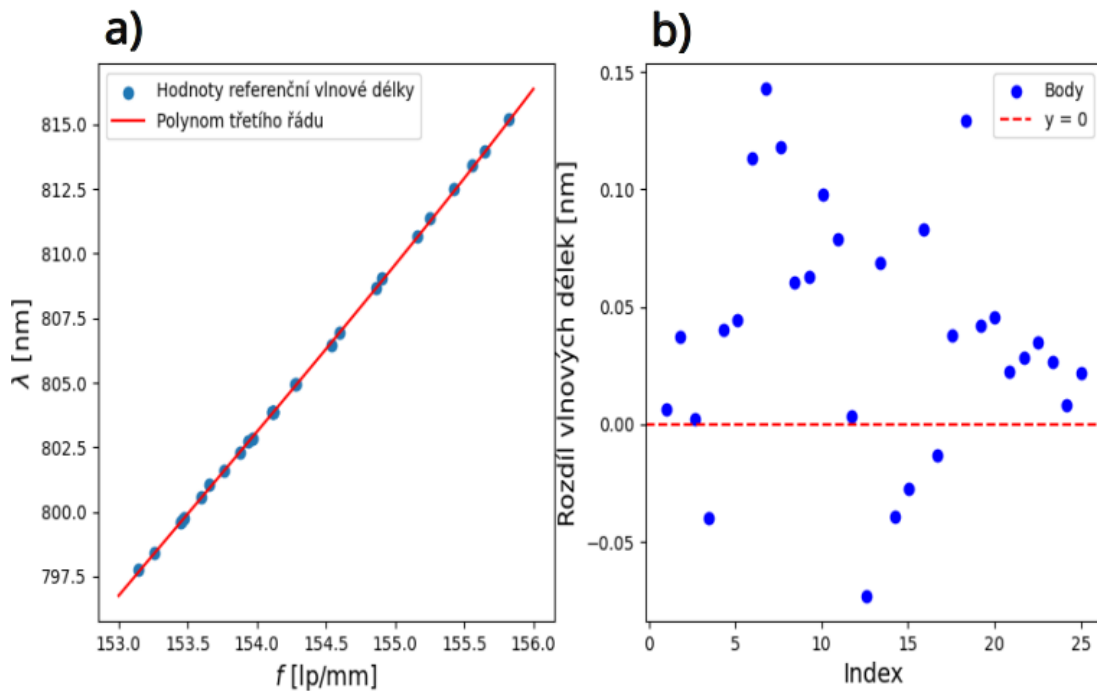 a)
Hodnoty referenční vlnové délky
Polynom třetího řádu
815.0
812.5
810.0
807.5
805.0
802.5
800.0
797.5
λ [nm]
153.0 153.5 154.0 154.5 155.0 155.5 156.0
f [lp/mm]
b)
Body
y = 0
0.15
0.10
0.05
0.00
−0.05
Rozdíl vlnových délek [nm]
0 5 10 15 20 25
Index